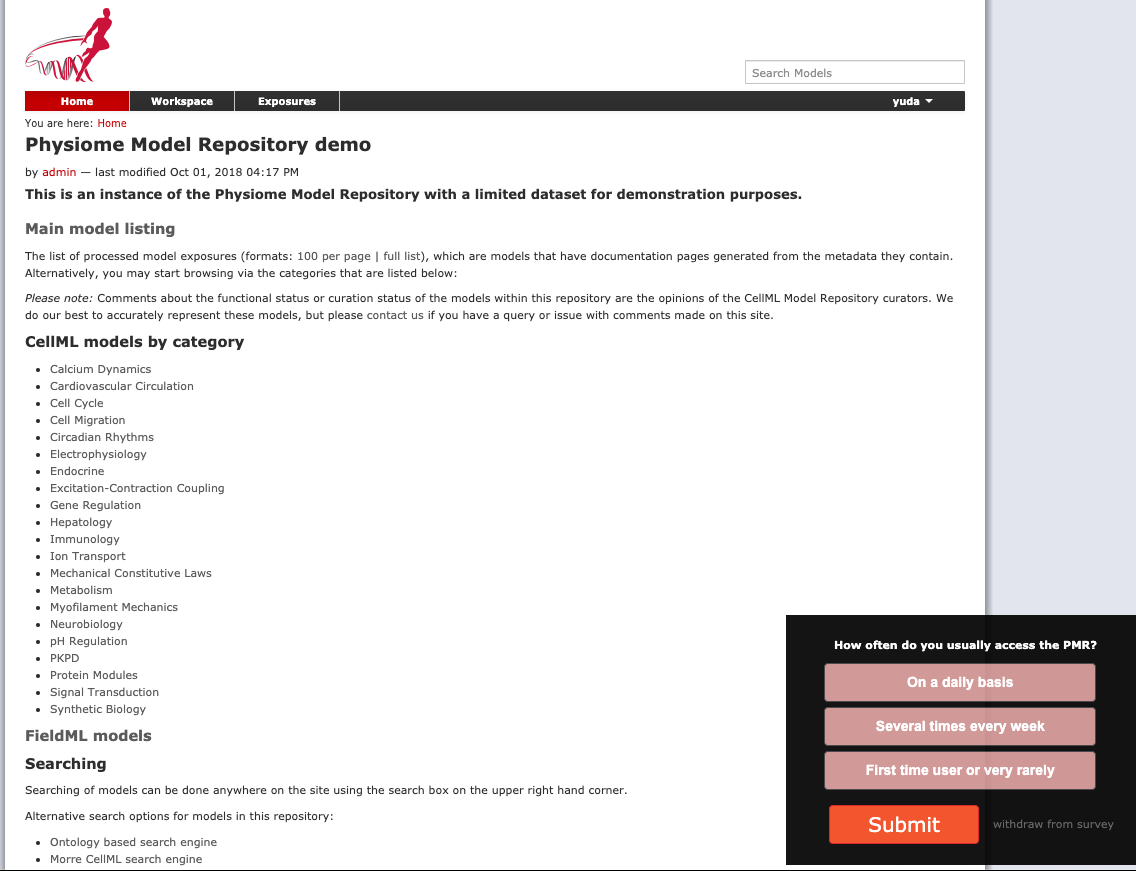 Search Models
Home Workspace Exposures yuda
You are here: Home
Physiome Model Repository demo
by admin — last modified Oct 01, 2018 04:17 PM
This is an instance of the Physiome Model Repository with a limited dataset for demonstration purposes.
Main model listing
The list of processed model exposures (formats: 100 per page | full list), which are models that have documentation pages generated from the metadata they contain.
Alternatively, you may start browsing via the categories that are listed below:
Please note: Comments about the functional status or curation status of the models within this repository are the opinions of the CellML Model Repository curators. We
do our best to accurately represent these models, but please contact us if you have a query or issue with comments made on this site.
CellML models by category
Calcium Dynamics
Cardiovascular Circulation
Cell Cycle
Cell Migration
Circadian Rhythms
Electrophysiology
Endocrine
Excitation-Contraction Coupling
Gene Regulation
Hepatology
Immunology
Ion Transport
Mechanical Constitutive Laws
Metabolism
Myofilament Mechanics
Neurobiology
pH Regulation
PKPD
Protein Modules
Signal Transduction
Synthetic Biology
FieldML models
Searching
Searching of models can be done anywhere on the site using the search box on the upper right hand corner.
Alternative search options for models in this repository:
Ontology based search engine
Morre CellML search engine
How often do you usually access the PMR?
On a daily basis
Several times every week
First time user or very rarely
Submit withdraw from survey